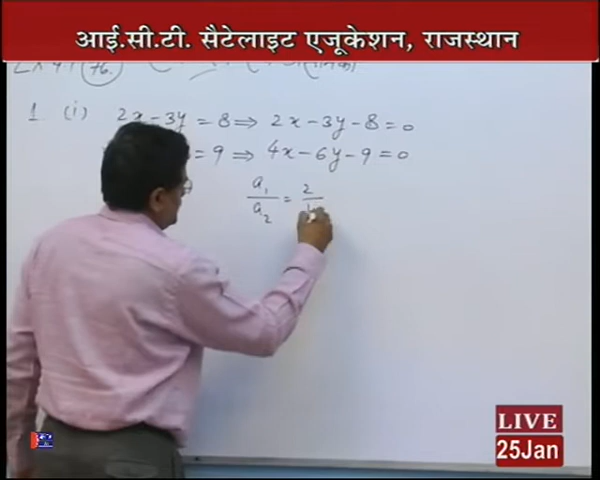 आई.सी.टी. सैटेलाइट एजूकेशन, राजस्थान
1 (i) 2x - 3y = 8 ⇒ 2x - 3y - 8 = 0
= 9 ⇒ 4x - 6y - 9 = 0
a₁/a₂ = 2/
LIVE
25Jan